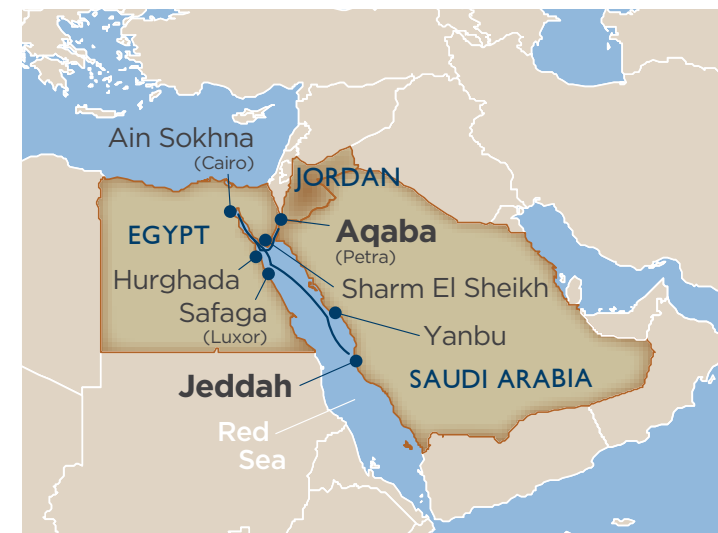 Ain Sokhna
(Cairo)
JORDAN
EGYPT
Aqaba
(Petra)
Hurghada
Sharm El Sheikh
Safaga
(Luxor)
Yanbu
Jeddah
SAUDI ARABIA
Red
Sea